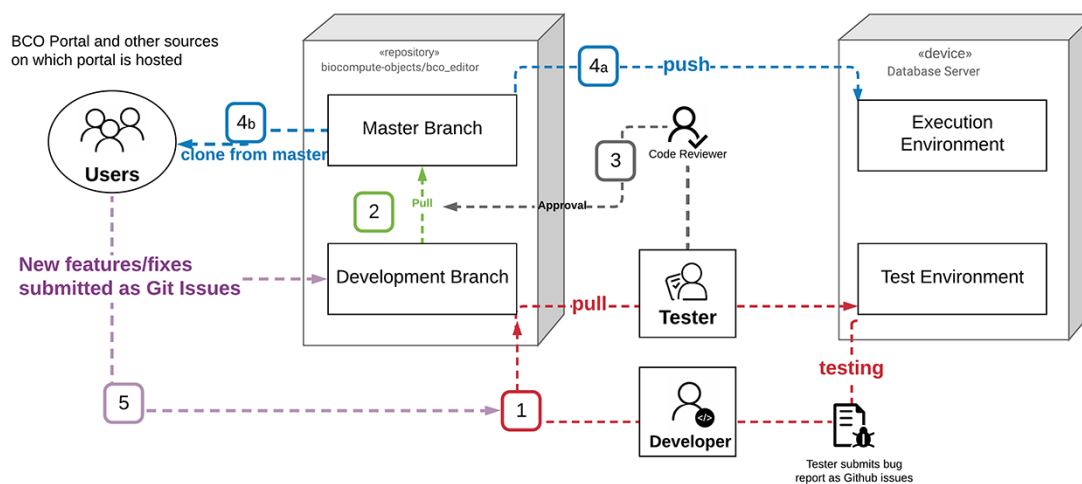 BCO Portal and other sources
on which portal is hosted
«repository»
biocompute-objects/bco_editor
«device»
Database Server
4a
push
4b
clone from master
Users
Master Branch
Execution
Environment
Code Reviewer
3
Pull
2
Approval
New features/fixes
submitted as Git Issues
Development Branch
Test Environment
pull
Tester
testing
5
1
Developer
</>
Tester submits bug
report as Github issues